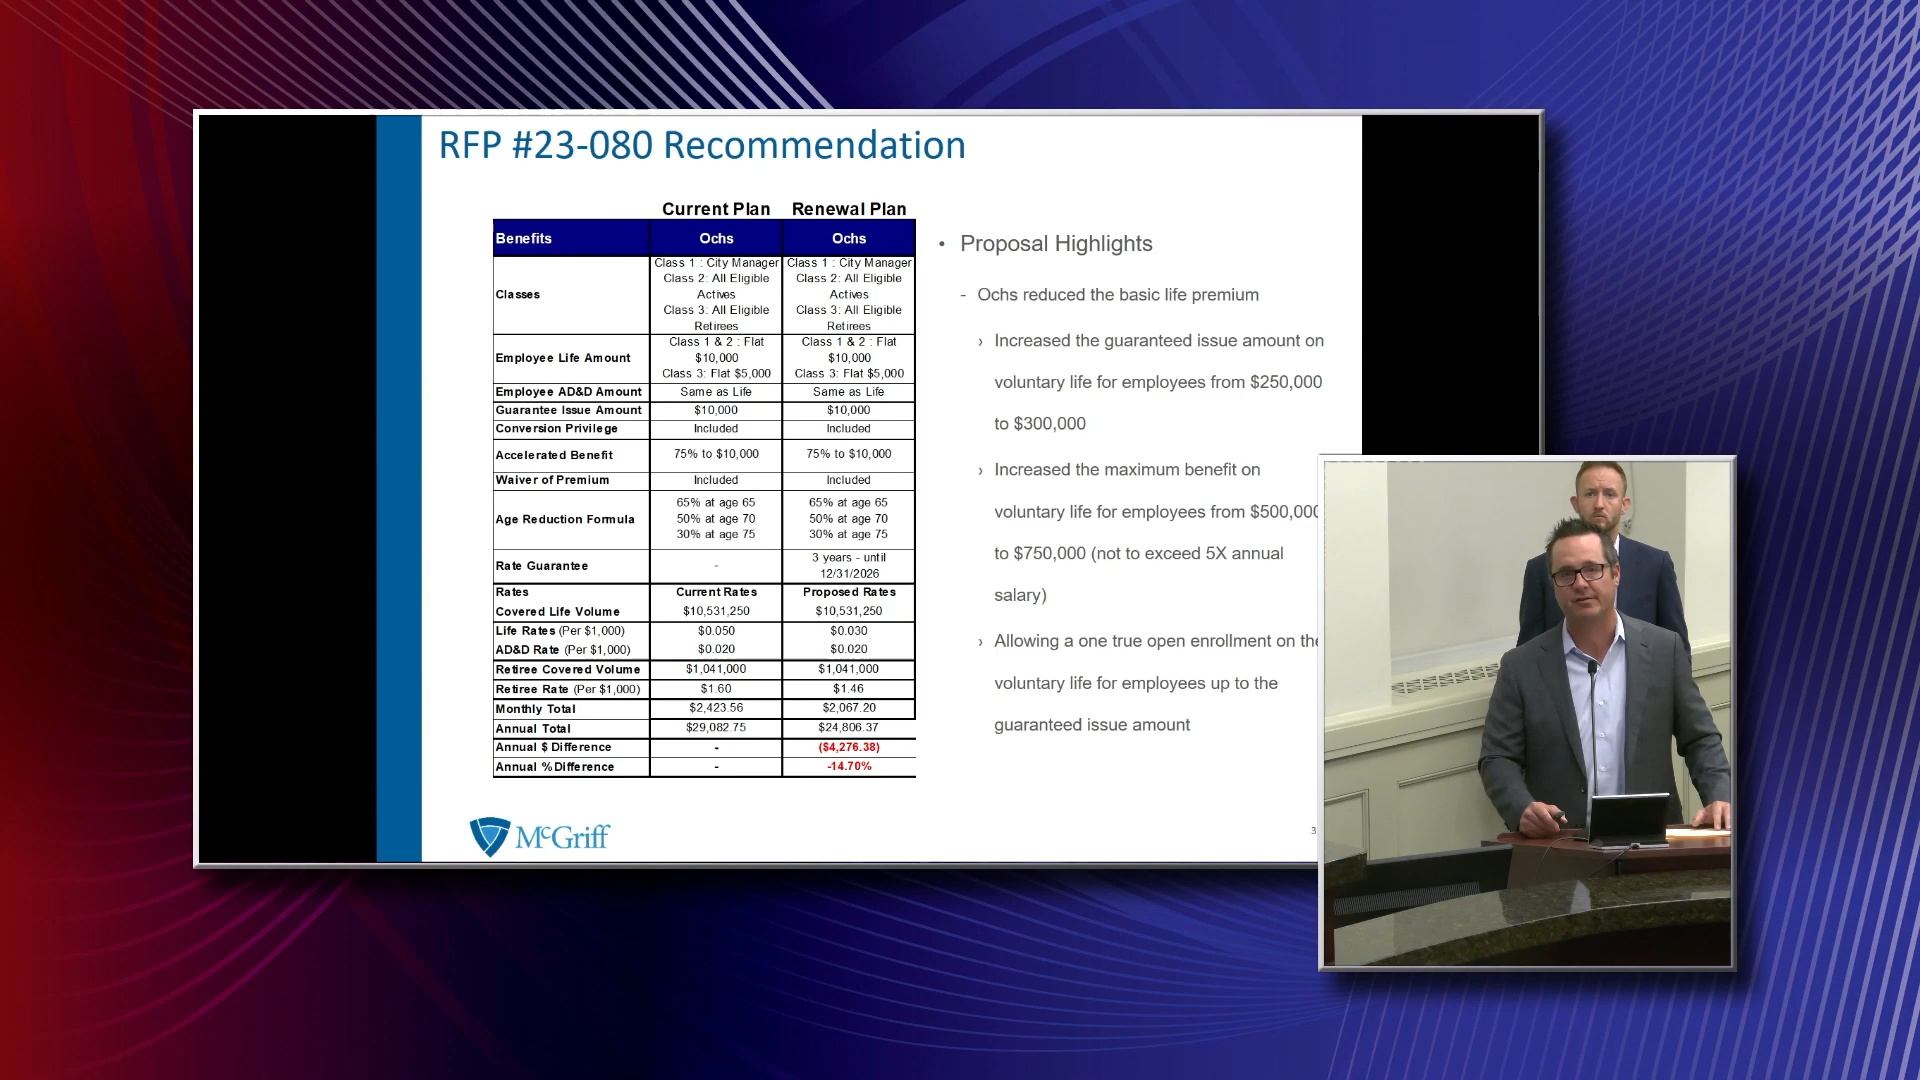 RFP #23-080 Recommendation
Current Plan Renewal Plan
Benefits Ochs Ochs
Classes
Class 1 : City Manager
Class 2: All Eligible
Actives
Class 3: All Eligible
Retirees
Class 1 : City Manager
Class 2: All Eligible
Actives
Class 3: All Eligible
Retirees
Employee Life Amount
Class 1 & 2 : Flat
$10,000
Class 3: Flat $5,000
Class 1 & 2 : Flat
$10,000
Class 3: Flat $5,000
Employee AD&D Amount Same as Life Same as Life
Guarantee Issue Amount $10,000 $10,000
Conversion Privilege Included Included
Accelerated Benefit 75% to $10,000 75% to $10,000
Waiver of Premium Included Included
Age Reduction Formula
65% at age 65
50% at age 70
30% at age 75
65% at age 65
50% at age 70
30% at age 75
Rate Guarantee -
3 years - until
12/31/2026
Rates Current Rates Proposed Rates
Covered Life Volume $10,531,250 $10,531,250
Life Rates (Per $1,000) $0.050 $0.030
AD&D Rate (Per $1,000) $0.020 $0.020
Retiree Covered Volume $1,041,000 $1,041,000
Retiree Rate (Per $1,000) $1.60 $1.46
Monthly Total $2,423.56 $2,067.20
Annual Total $29,082.75 $24,806.37
Annual $ Difference - ($4,276.38)
Annual % Difference - -14.70%
• Proposal Highlights
- Ochs reduced the basic life premium
› Increased the guaranteed issue amount on
voluntary life for employees from $250,000
to $300,000
› Increased the maximum benefit on
voluntary life for employees from $500,000
to $750,000 (not to exceed 5X annual
salary)
› Allowing a one true open enrollment on the
voluntary life for employees up to the
guaranteed issue amount
McGriff
3